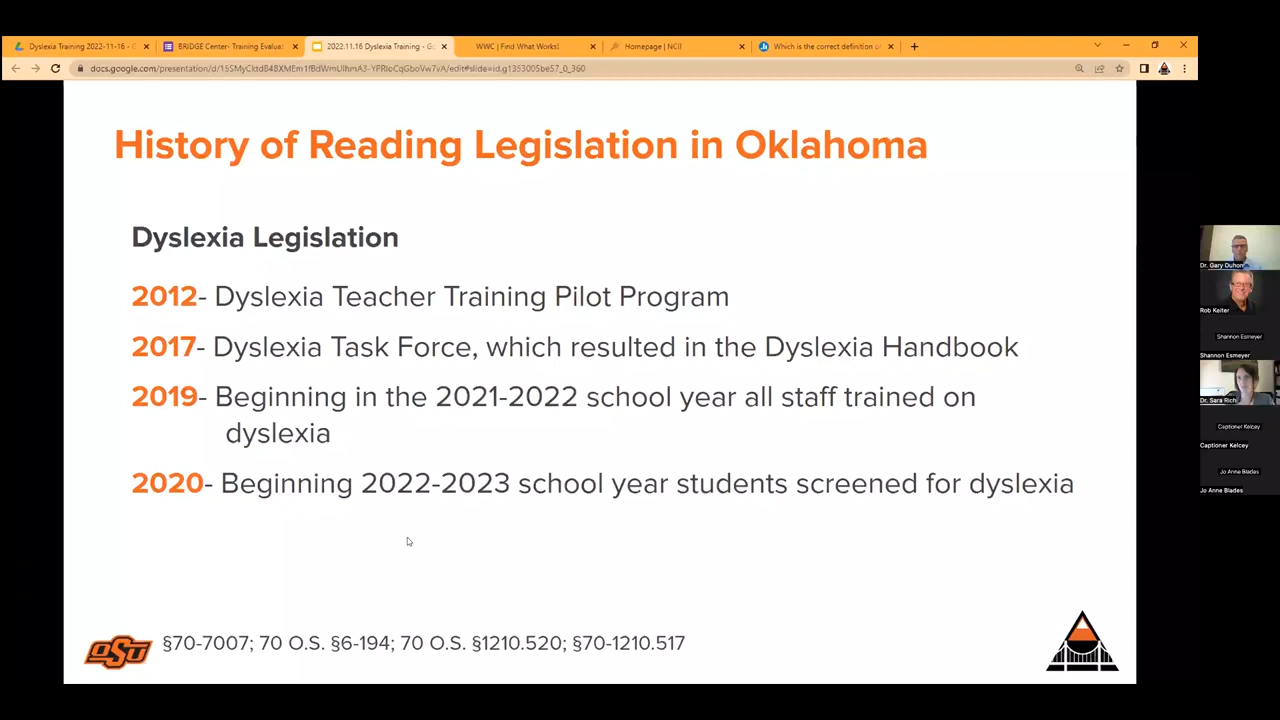 Dyslexia Training 2022-11-16 - G
BRIDGE Center- Training Evalua
2022.11.16 Dyslexia Training - Go
WWC | Find What Works!
Homepage | NCII
Which is the correct definition o
History of Reading Legislation in Oklahoma
Dyslexia Legislation
2012- Dyslexia Teacher Training Pilot Program
2017- Dyslexia Task Force, which resulted in the Dyslexia Handbook
2019- Beginning in the 2021-2022 school year all staff trained on
dyslexia
2020- Beginning 2022-2023 school year students screened for dyslexia
OSU
§70-7007; 70 O.S. §6-194; 70 O.S. §1210.520; §70-1210.517
Dr. Gary Duhon
Rob Keiter
Shannon Esmeyer
Shannon Esmeyer
Dr. Sara Rich
Captioner Kelcey
Captioner Kelcey
Jo Anne Blades
Jo Anne Blades